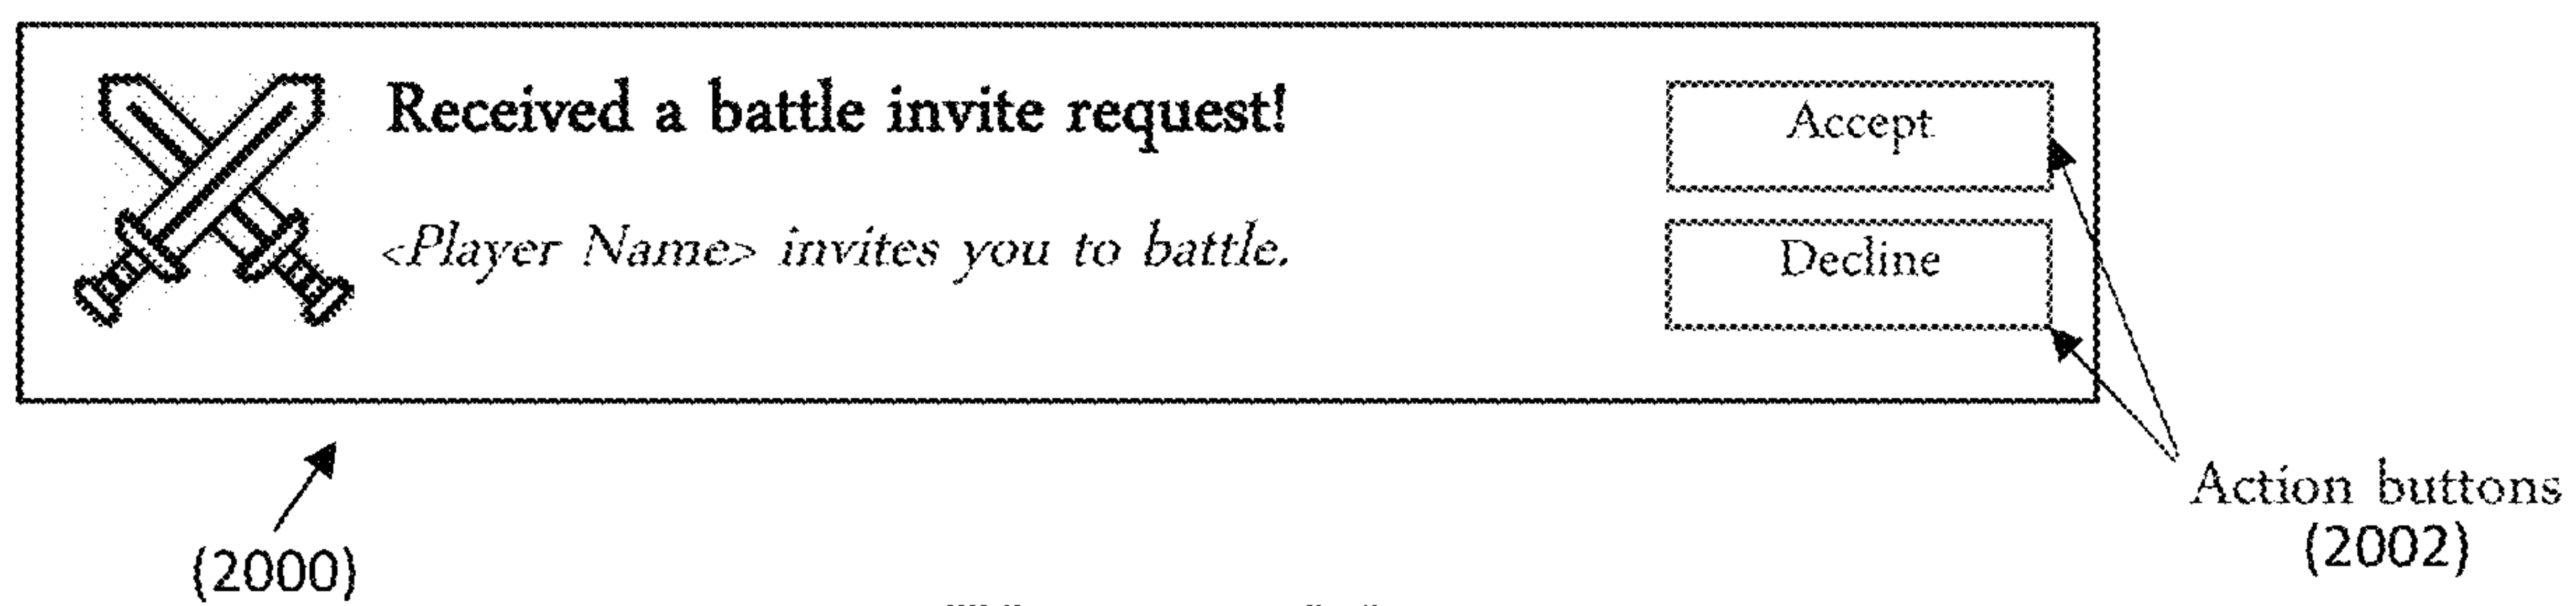 Received a battle invite request!
<Player Name> invites you to battle.
Accept
Decline
Action buttons
(2002)
(2000)